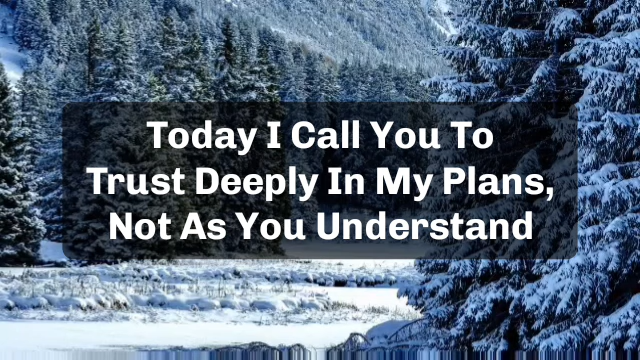 Today I Call You To
Trust Deeply In My Plans,
Not As You Understand